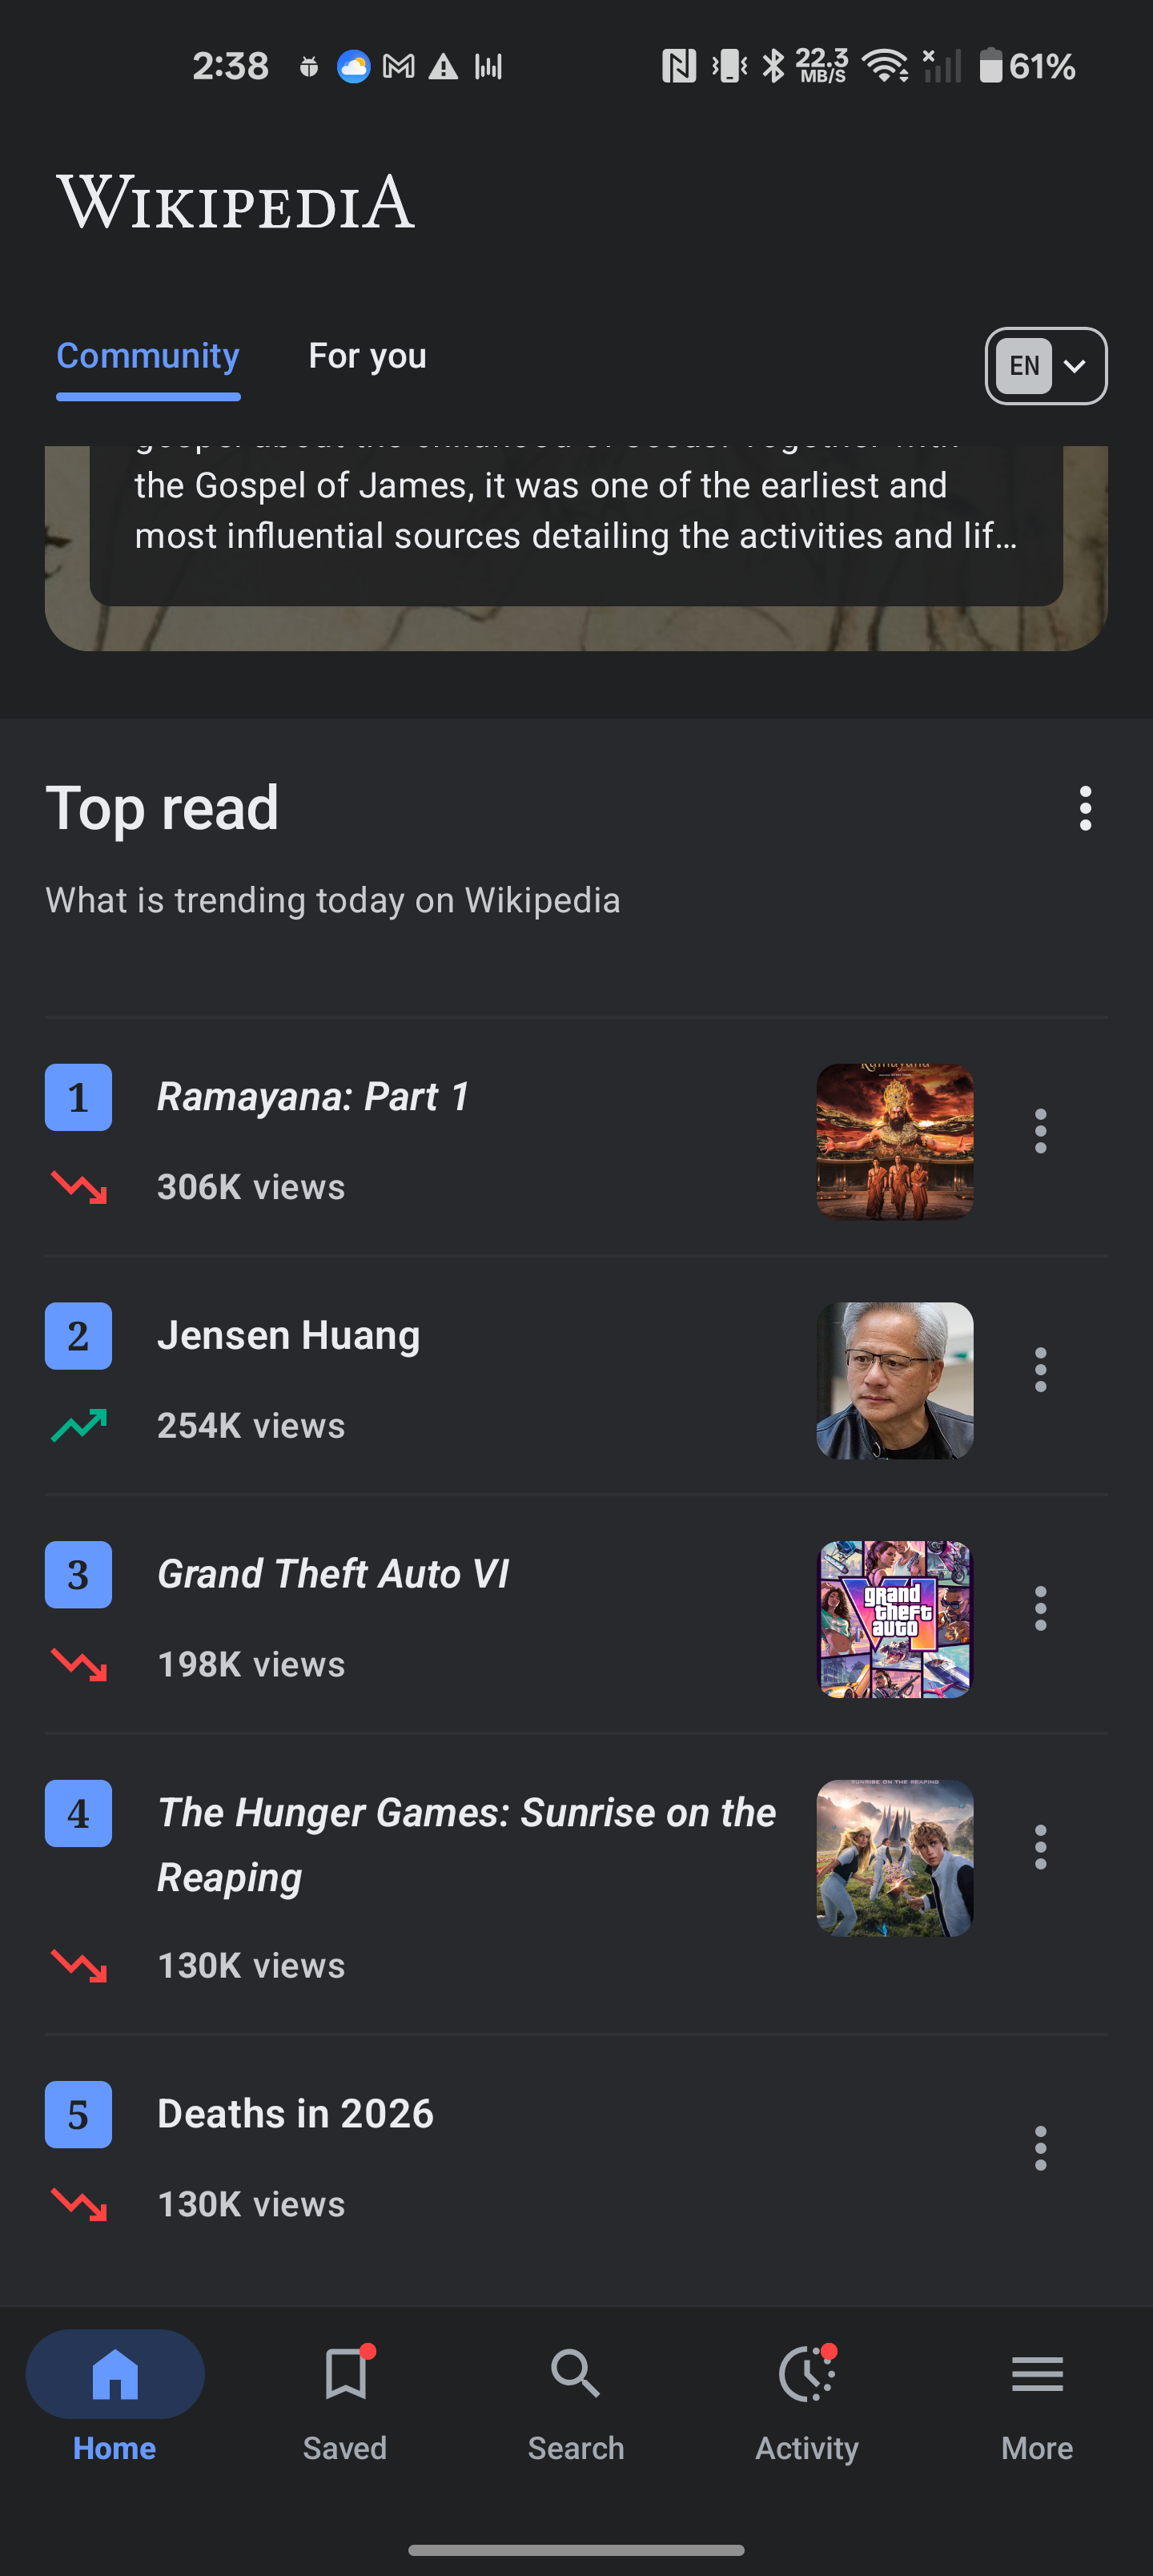 2:38
22.3
MB/S
61%
WIKIPEDIA
Community
For you
EN
the Gospel of James, it was one of the earliest and
most influential sources detailing the activities and lif…
Top read
What is trending today on Wikipedia
1
Ramayana: Part 1
306K views
2
Jensen Huang
254K views
3
Grand Theft Auto VI
198K views
grand
theft
auto
4
The Hunger Games: Sunrise on the
Reaping
130K views
SUNRISE ON THE REAPING
5
Deaths in 2026
130K views
Home
Saved
Search
Activity
More